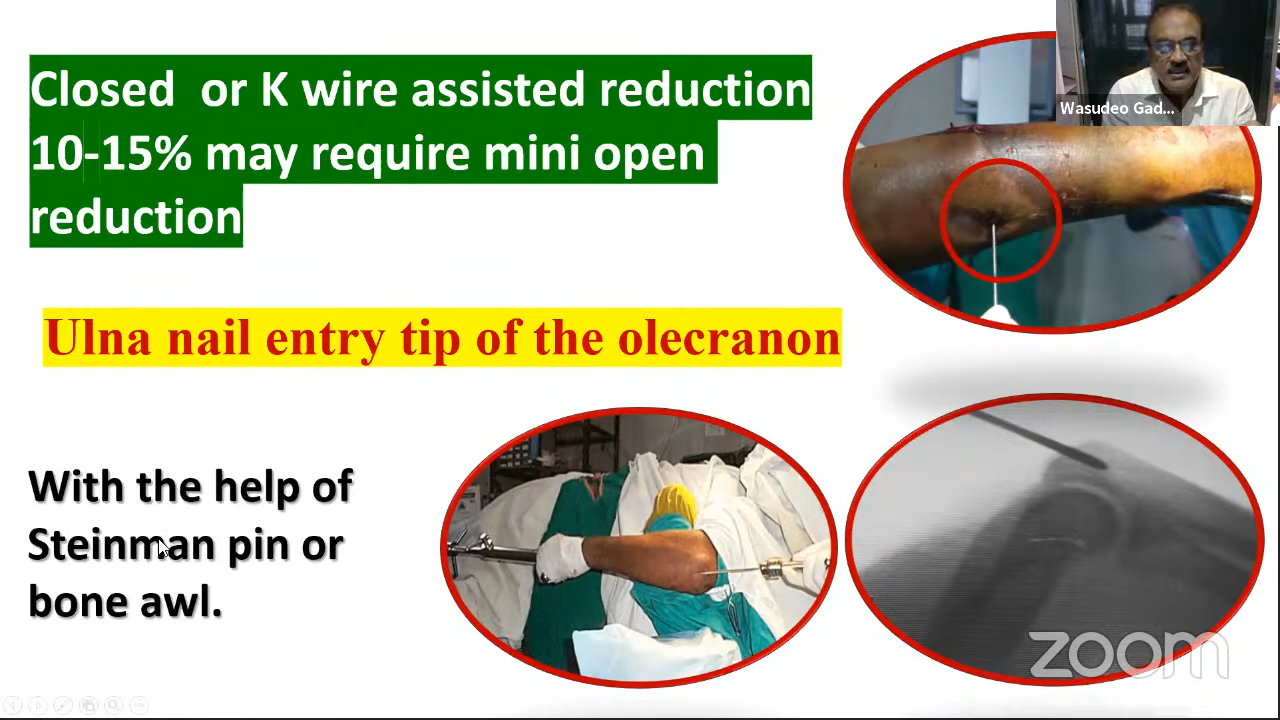 Closed or K wire assisted reduction
10-15% may require mini open
reduction
Wasudeo Gad...
Ulna nail entry tip of the olecranon
With the help of
Steinman pin or
bone awl.
zoom